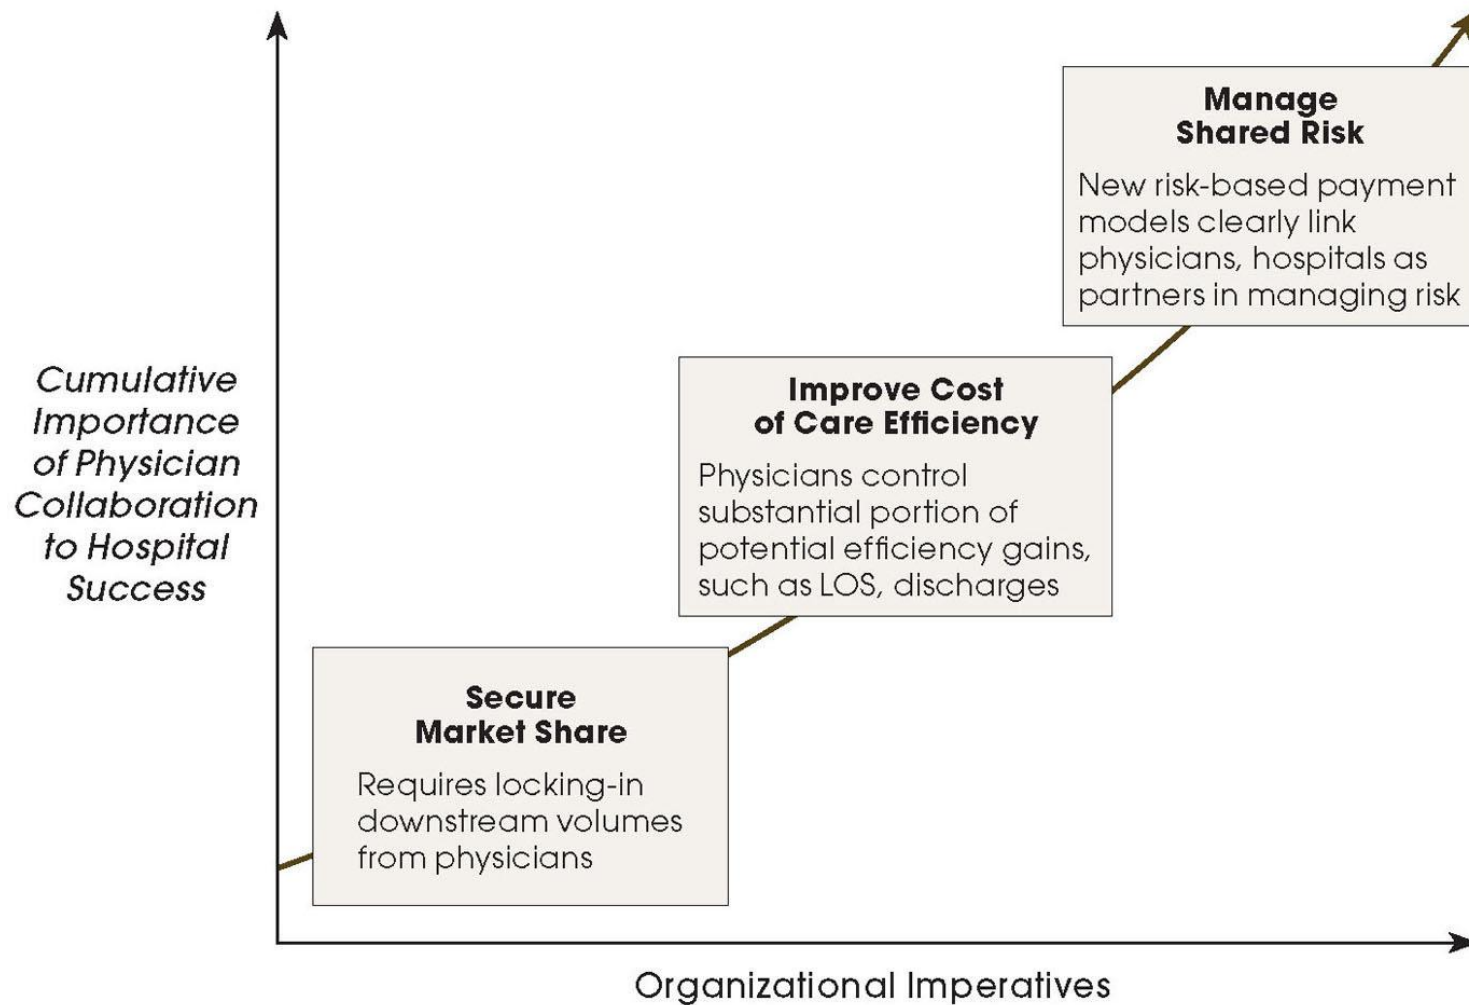 Manage
Shared Risk
New risk-based payment
models clearly link
physicians, hospitals as
partners in managing risk
Cumulative
Importance
of Physician
Collaboration
to Hospital
Success
Improve Cost
of Care Efficiency
Physicians control
substantial portion of
potential efficiency gains,
such as LOS, discharges
Secure
Market Share
Requires locking-in
downstream volumes
from physicians
Organizational Imperatives